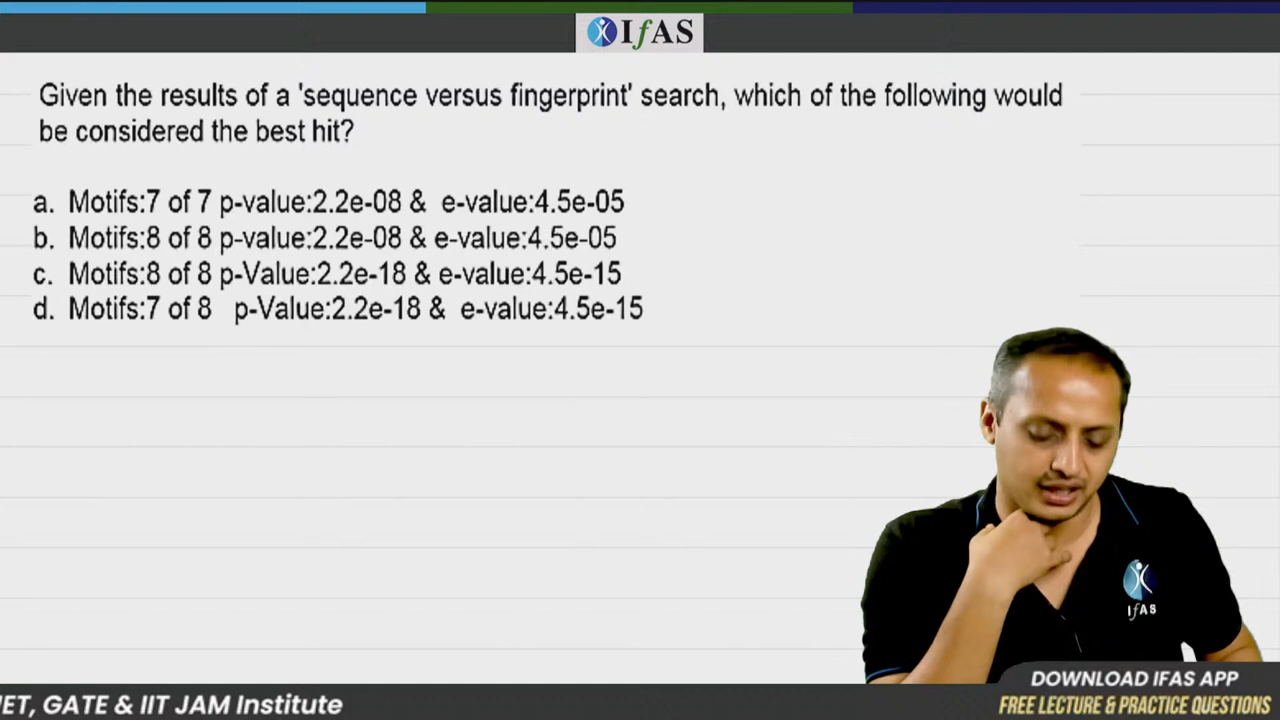 IfAS
Given the results of a 'sequence versus fingerprint' search, which of the following would
be considered the best hit?
a. Motifs:7 of 7 p-value:2.2e-08 & e-value:4.5e-05
b. Motifs:8 of 8 p-value:2.2e-08 & e-value:4.5e-05
c. Motifs:8 of 8 p-Value:2.2e-18 & e-value:4.5e-15
d. Motifs:7 of 8 p-Value:2.2e-18 & e-value:4.5e-15
IfAS
DOWNLOAD IFAS APP
FREE LECTURE & PRACTICE QUESTIONS
NET, GATE & IIT JAM Institute